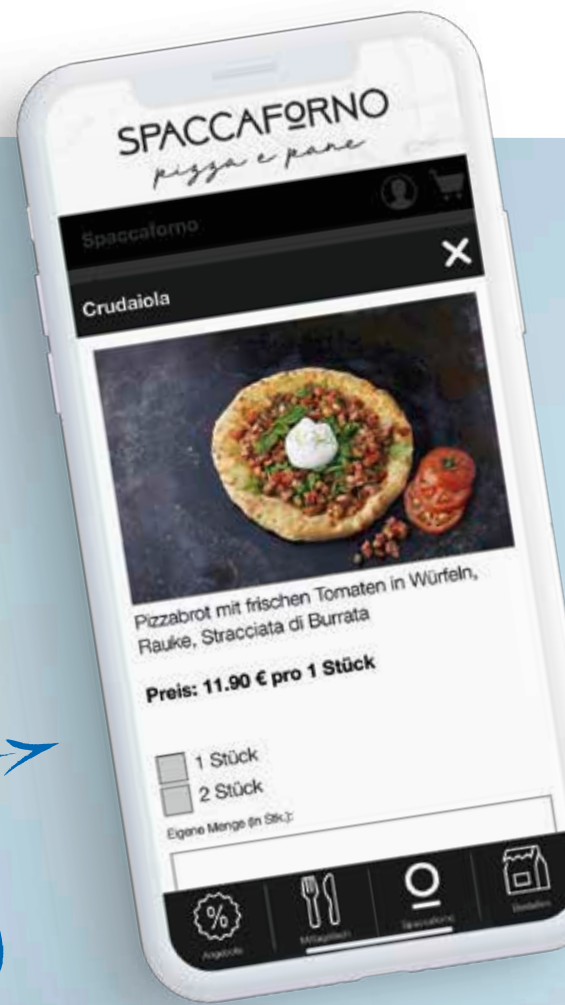 SPACCAFORNO
pizza e pane
Spaccaforno
Crudaiola
Pizzabrot mit frischen Tomaten in Würfeln,
Rauke, Stracciata di Burrata
Preis: 11.90 € pro 1 Stück
1 Stück
2 Stück
Eigene Menge (in Stk.):
%
Angebote
Mittagstisch
Spaccaforno
Bestellen